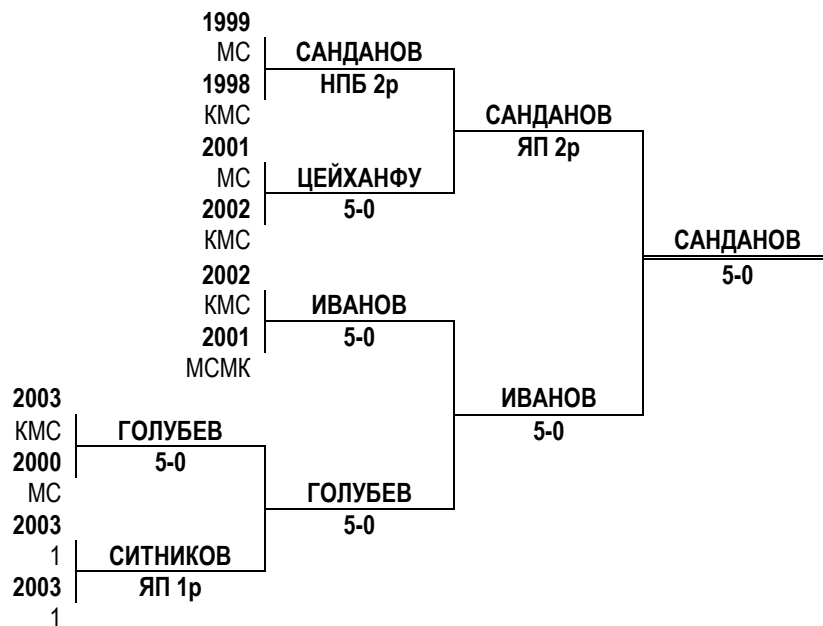 1999
МС
САНДАНОВ
1998
НПБ 2р
КМС
САНДАНОВ
2001
ЯП 2р
МС
ЦЕЙХАНФУ
2002
5-0
КМС
САНДАНОВ
2002
5-0
КМС
ИВАНОВ
2001
5-0
МСМК
2003
ИВАНОВ
КМС
ГОЛУБЕВ
5-0
2000
5-0
МС
ГОЛУБЕВ
2003
5-0
1
СИТНИКОВ
2003
ЯП 1р
1